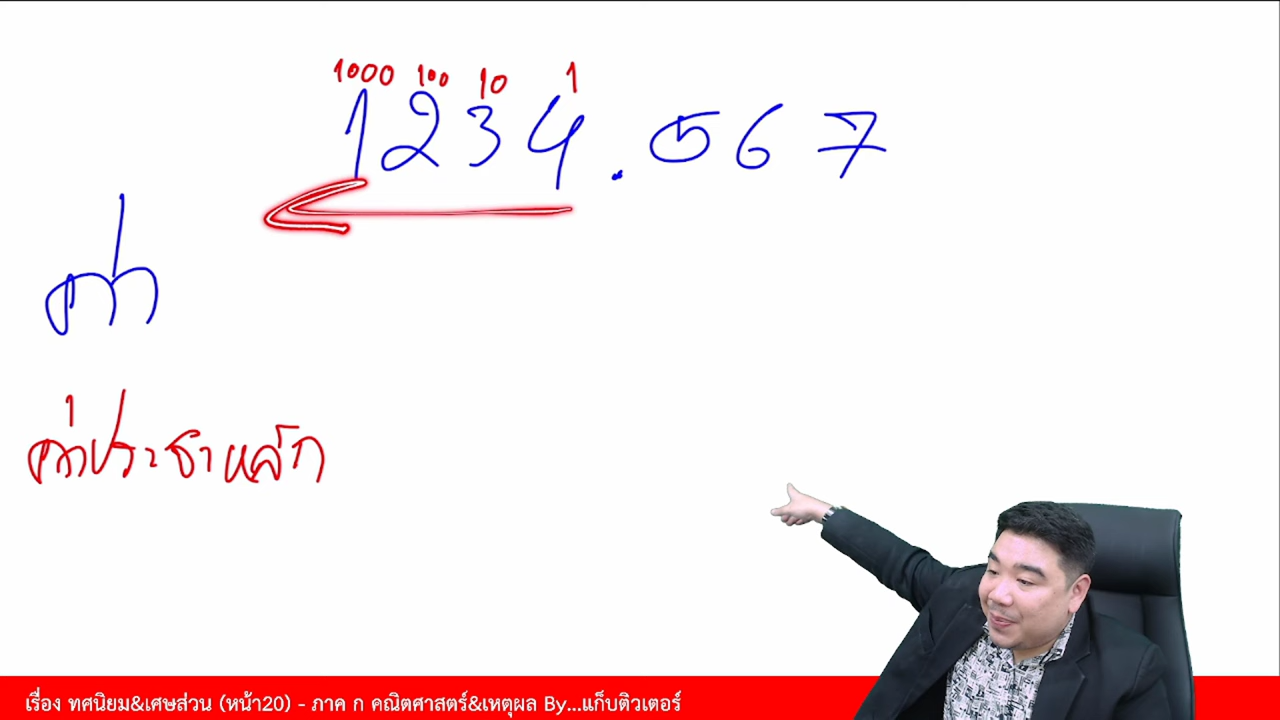 1000 100 10 1
1234.567
ค่า
ค่าประจำหลัก
เรื่อง ทศนิยม&เศษส่วน (หน้า20) - ภาค ก คณิตศาสตร์&เหตุผล By...แก็บติวเตอร์